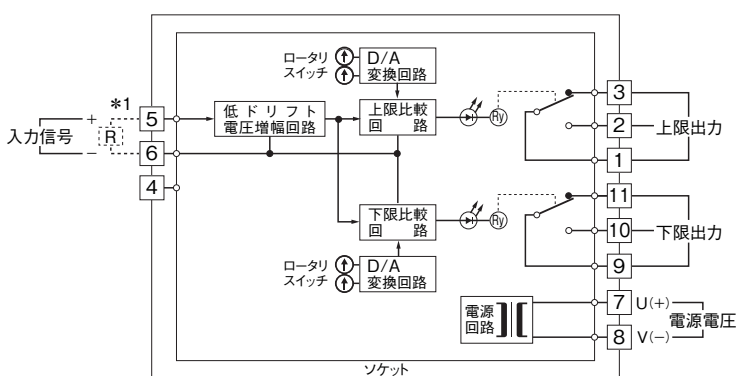 ロータリ
スイッチ
D/A
変換回路
*1
+
入力信号
R
−
5
6
4
低ドリフト
電圧増幅回路
上限比較
回路
Ry
3
2
1
上限出力
下限比較
回路
Ry
11
10
9
下限出力
ロータリ
スイッチ
D/A
変換回路
電源
回路
7
U(+)
8
V(−)
電源電圧
ソケット